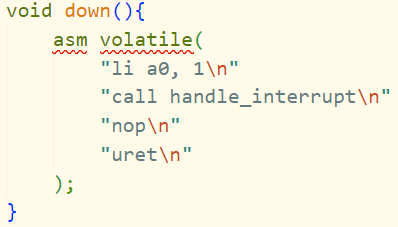 void down(){
    asm volatile(
        "li a0, 1\n"
        "call handle_interrupt\n"
        "nop\n"
        "uret\n"
    );
}